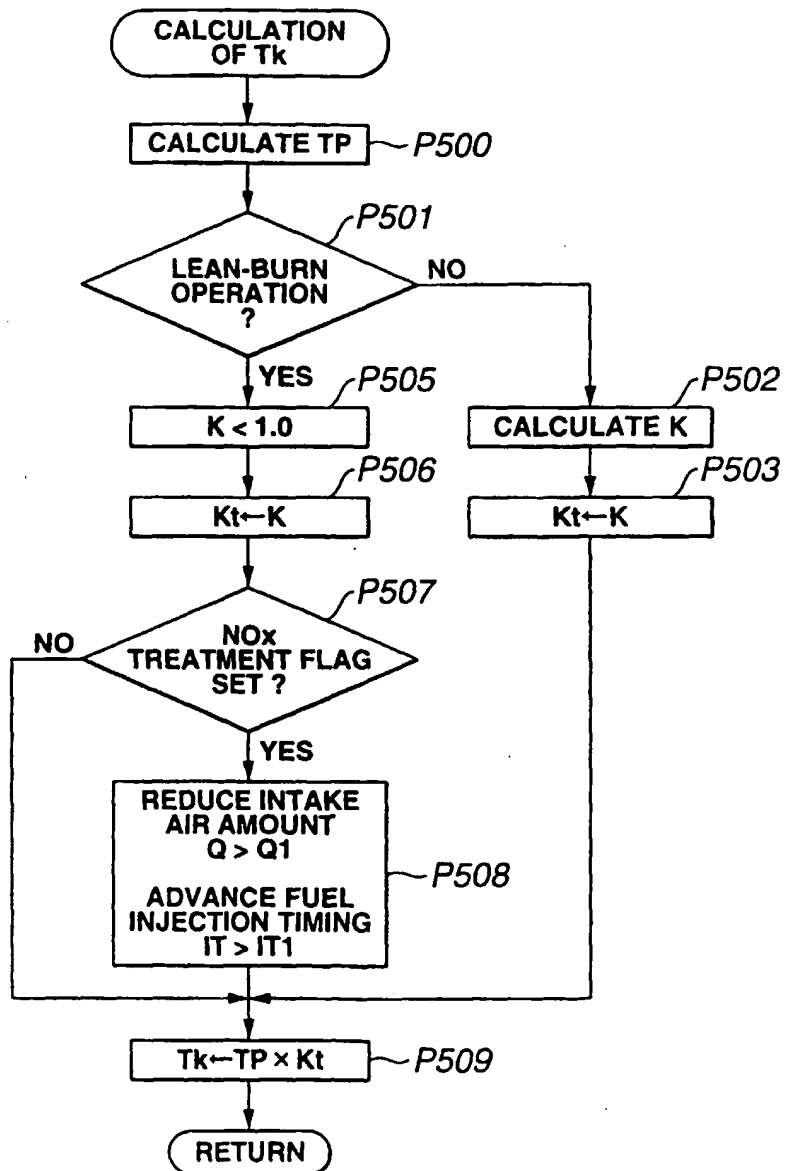 CALCULATION
OF Tk
CALCULATE TP
P500
P501
LEAN-BURN
OPERATION
?
NO
YES
P505
K < 1.0
P502
CALCULATE K
P506
Kt←K
P503
Kt←K
P507
NO
NOx
TREATMENT FLAG
SET ?
YES
REDUCE INTAKE
AIR AMOUNT
Q > Q1
ADVANCE FUEL
INJECTION TIMING
IT > IT1
P508
Tk←TP × Kt
P509
RETURN